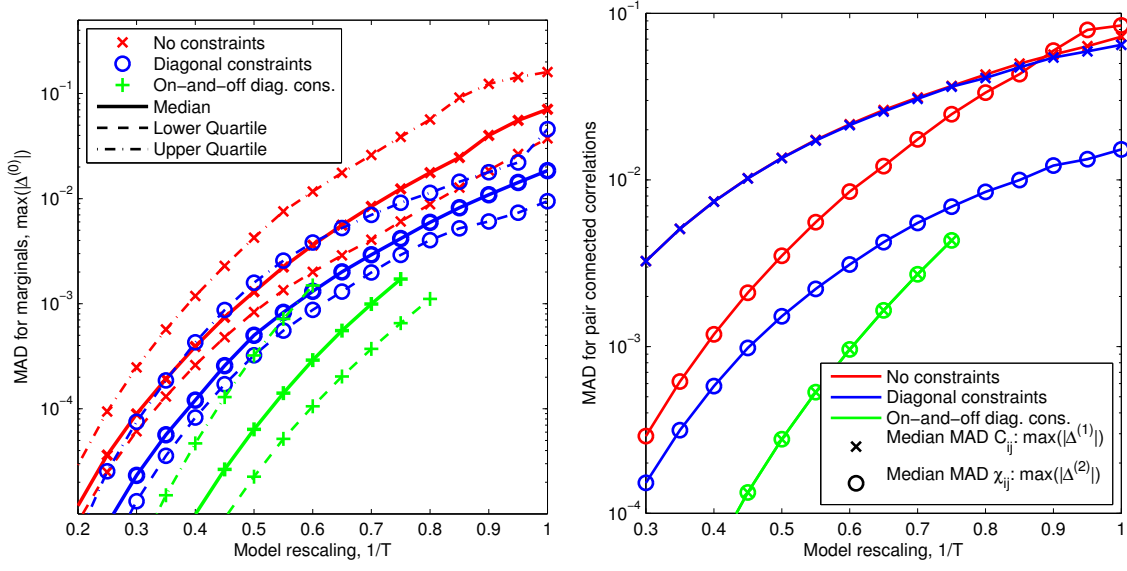 MAD for marginals, max(|Δ^(0)|)
10^-1
10^-2
10^-3
10^-4
No constraints
Diagonal constraints
On-and-off diag. cons.
Median
Lower Quartile
Upper Quartile
0.2 0.3 0.4 0.5 0.6 0.7 0.8 0.9 1
Model rescaling, 1/T
MAD for pair connected correlations
10^-1
10^-2
10^-3
10^-4
No constraints
Diagonal constraints
On-and-off diag. cons.
Median MAD C_ij: max(|Δ^(1)|)
Median MAD χ_ij: max(|Δ^(2)|)
0.3 0.4 0.5 0.6 0.7 0.8 0.9 1
Model rescaling, 1/T